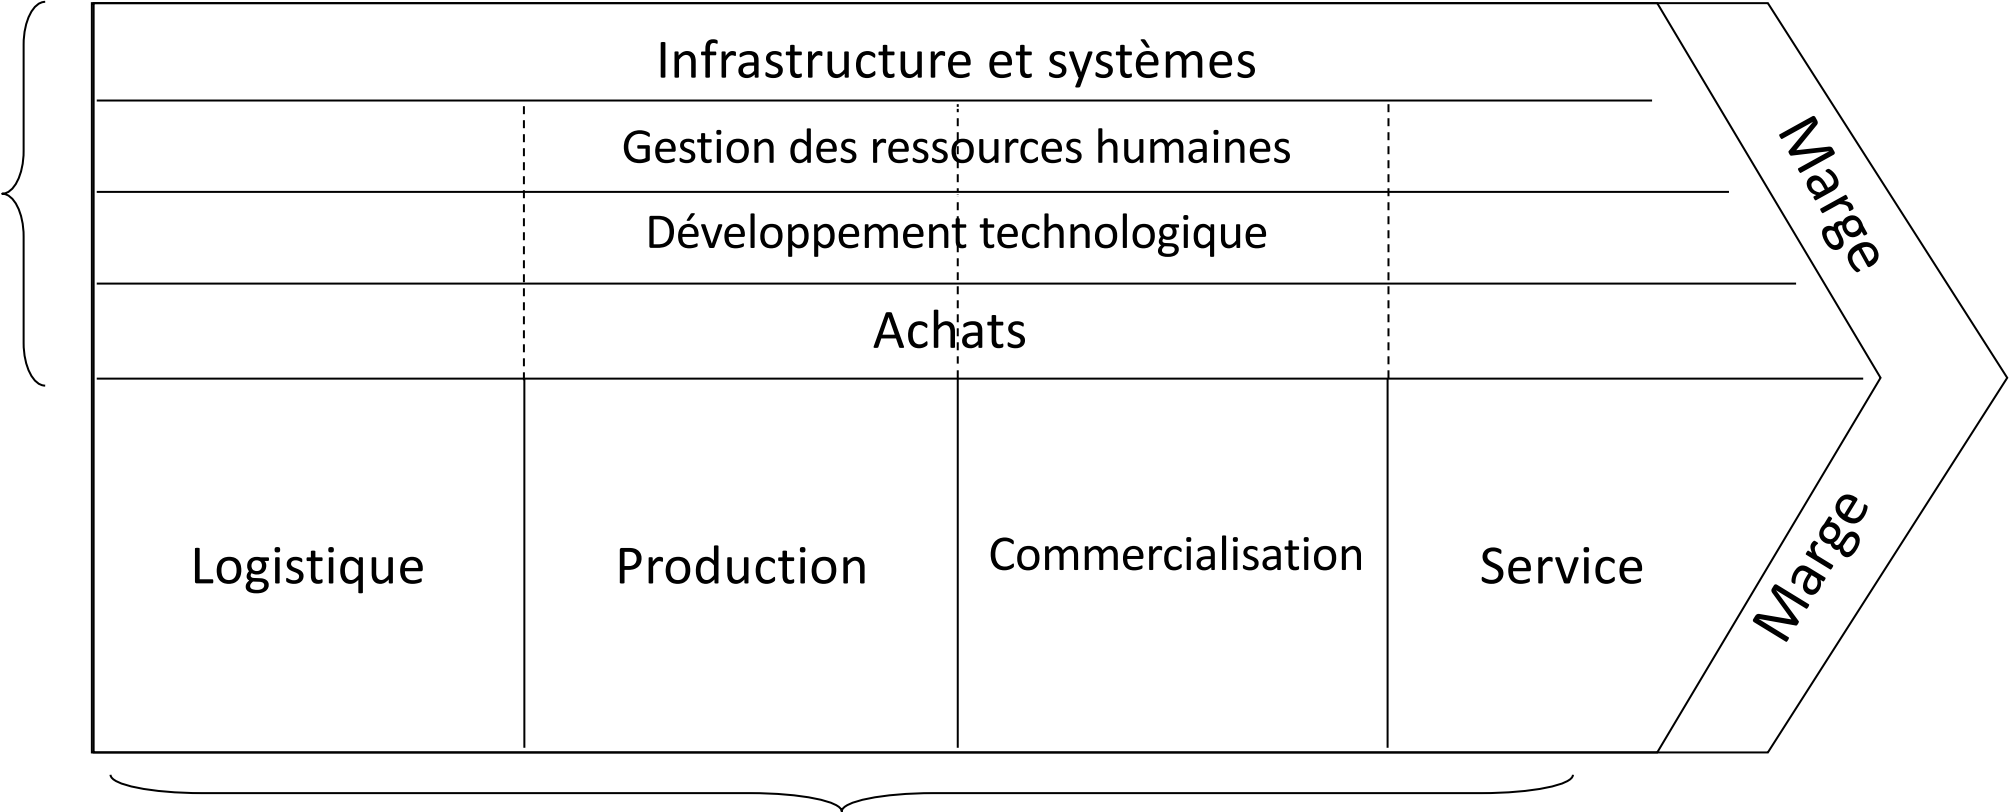 Infrastructure et systèmes
Gestion des ressources humaines
Développement technologique
Achats
Logistique
Production
Commercialisation
Service
Marge
Marge